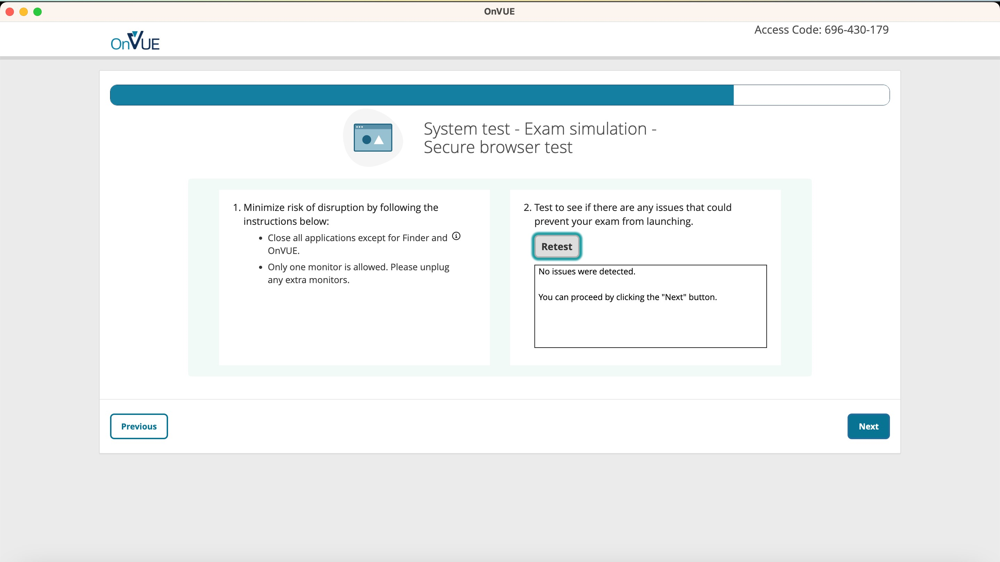 OnVUE
Access Code: 696-430-179
OnVUE
System test - Exam simulation -
Secure browser test
1. Minimize risk of disruption by following the
instructions below:
• Close all applications except for Finder and
OnVUE.
• Only one monitor is allowed. Please unplug
any extra monitors.
2. Test to see if there are any issues that could
prevent your exam from launching.
Retest
No issues were detected.
You can proceed by clicking the "Next" button.
Previous
Next